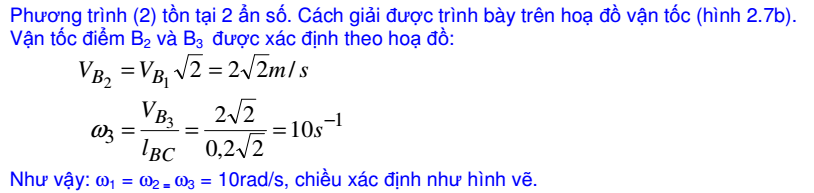 Phương trình (2) tồn tại 2 ẩn số. Cách giải được trình bày trên hoạ đồ vận tốc (hình 2.7b).
Vận tốc điểm B₂ và B₃ được xác định theo hoạ đồ:
V_{B_2} = V_{B_1}√2 = 2√2 m/s
ω₃ = V_{B_3} / l_{BC} = 2√2 / 0,2√2 = 10s⁻¹
Như vậy: ω₁ = ω₂ = ω₃ = 10rad/s, chiều xác định như hình vẽ.